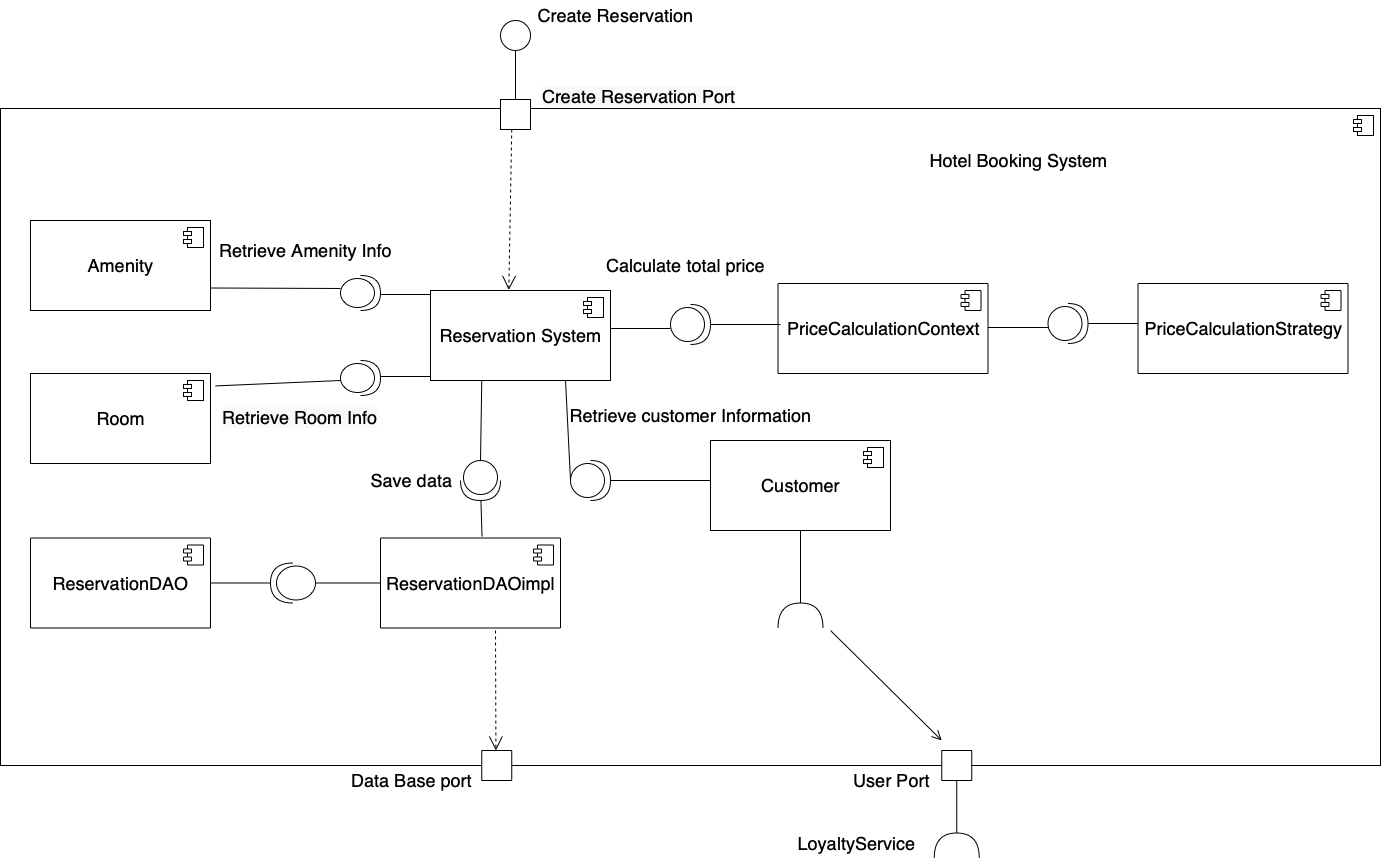 Create Reservation
Create Reservation Port
Hotel Booking System
Amenity
Retrieve Amenity Info
Calculate total price
Reservation System
PriceCalculationContext
PriceCalculationStrategy
Room
Retrieve Room Info
Retrieve customer Information
Save data
Customer
ReservationDAO
ReservationDAOimpl
Data Base port
User Port
LoyaltyService